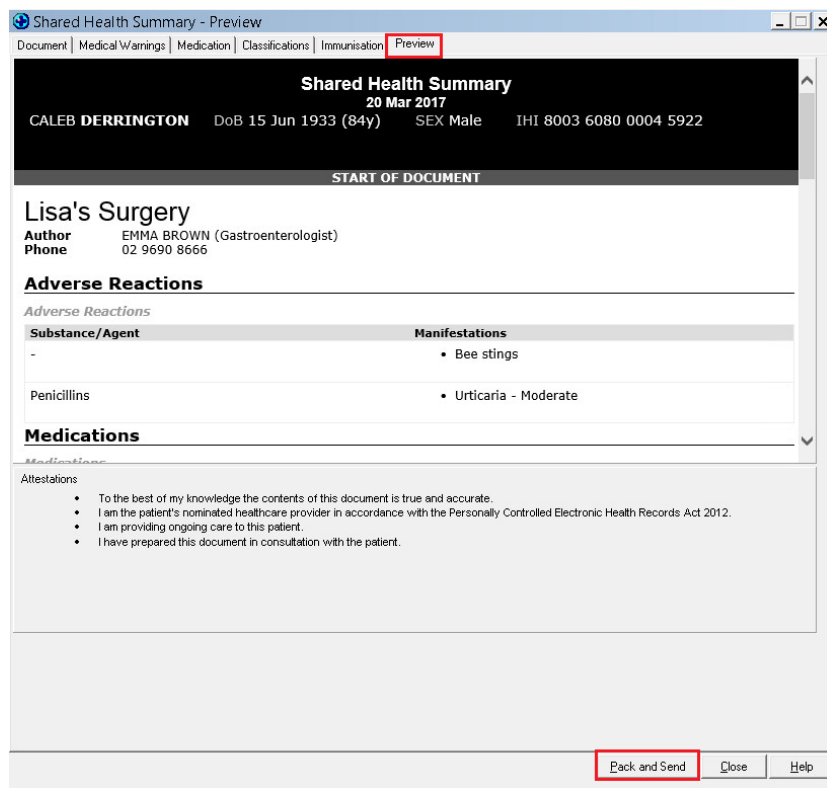 Shared Health Summary - Preview
Document Medical Warnings Medication Classifications Immunisation Preview
Shared Health Summary
20 Mar 2017
CALEB DERRINGTON DoB 15 Jun 1933 (84y) SEX Male IHI 8003 6080 0004 5922
START OF DOCUMENT
Lisa's Surgery
Author EMMA BROWN (Gastroenterologist)
Phone 02 9690 8666
Adverse Reactions
Adverse Reactions
Substance/Agent Manifestations
- • Bee stings
Penicillins • Urticaria - Moderate
Medications
Medications
Attestations
• To the best of my knowledge the contents of this document is true and accurate.
• I am the patient's nominated healthcare provider in accordance with the Personally Controlled Electronic Health Records Act 2012.
• I am providing ongoing care to this patient.
• I have prepared this document in consultation with the patient.
Pack and Send Close Help